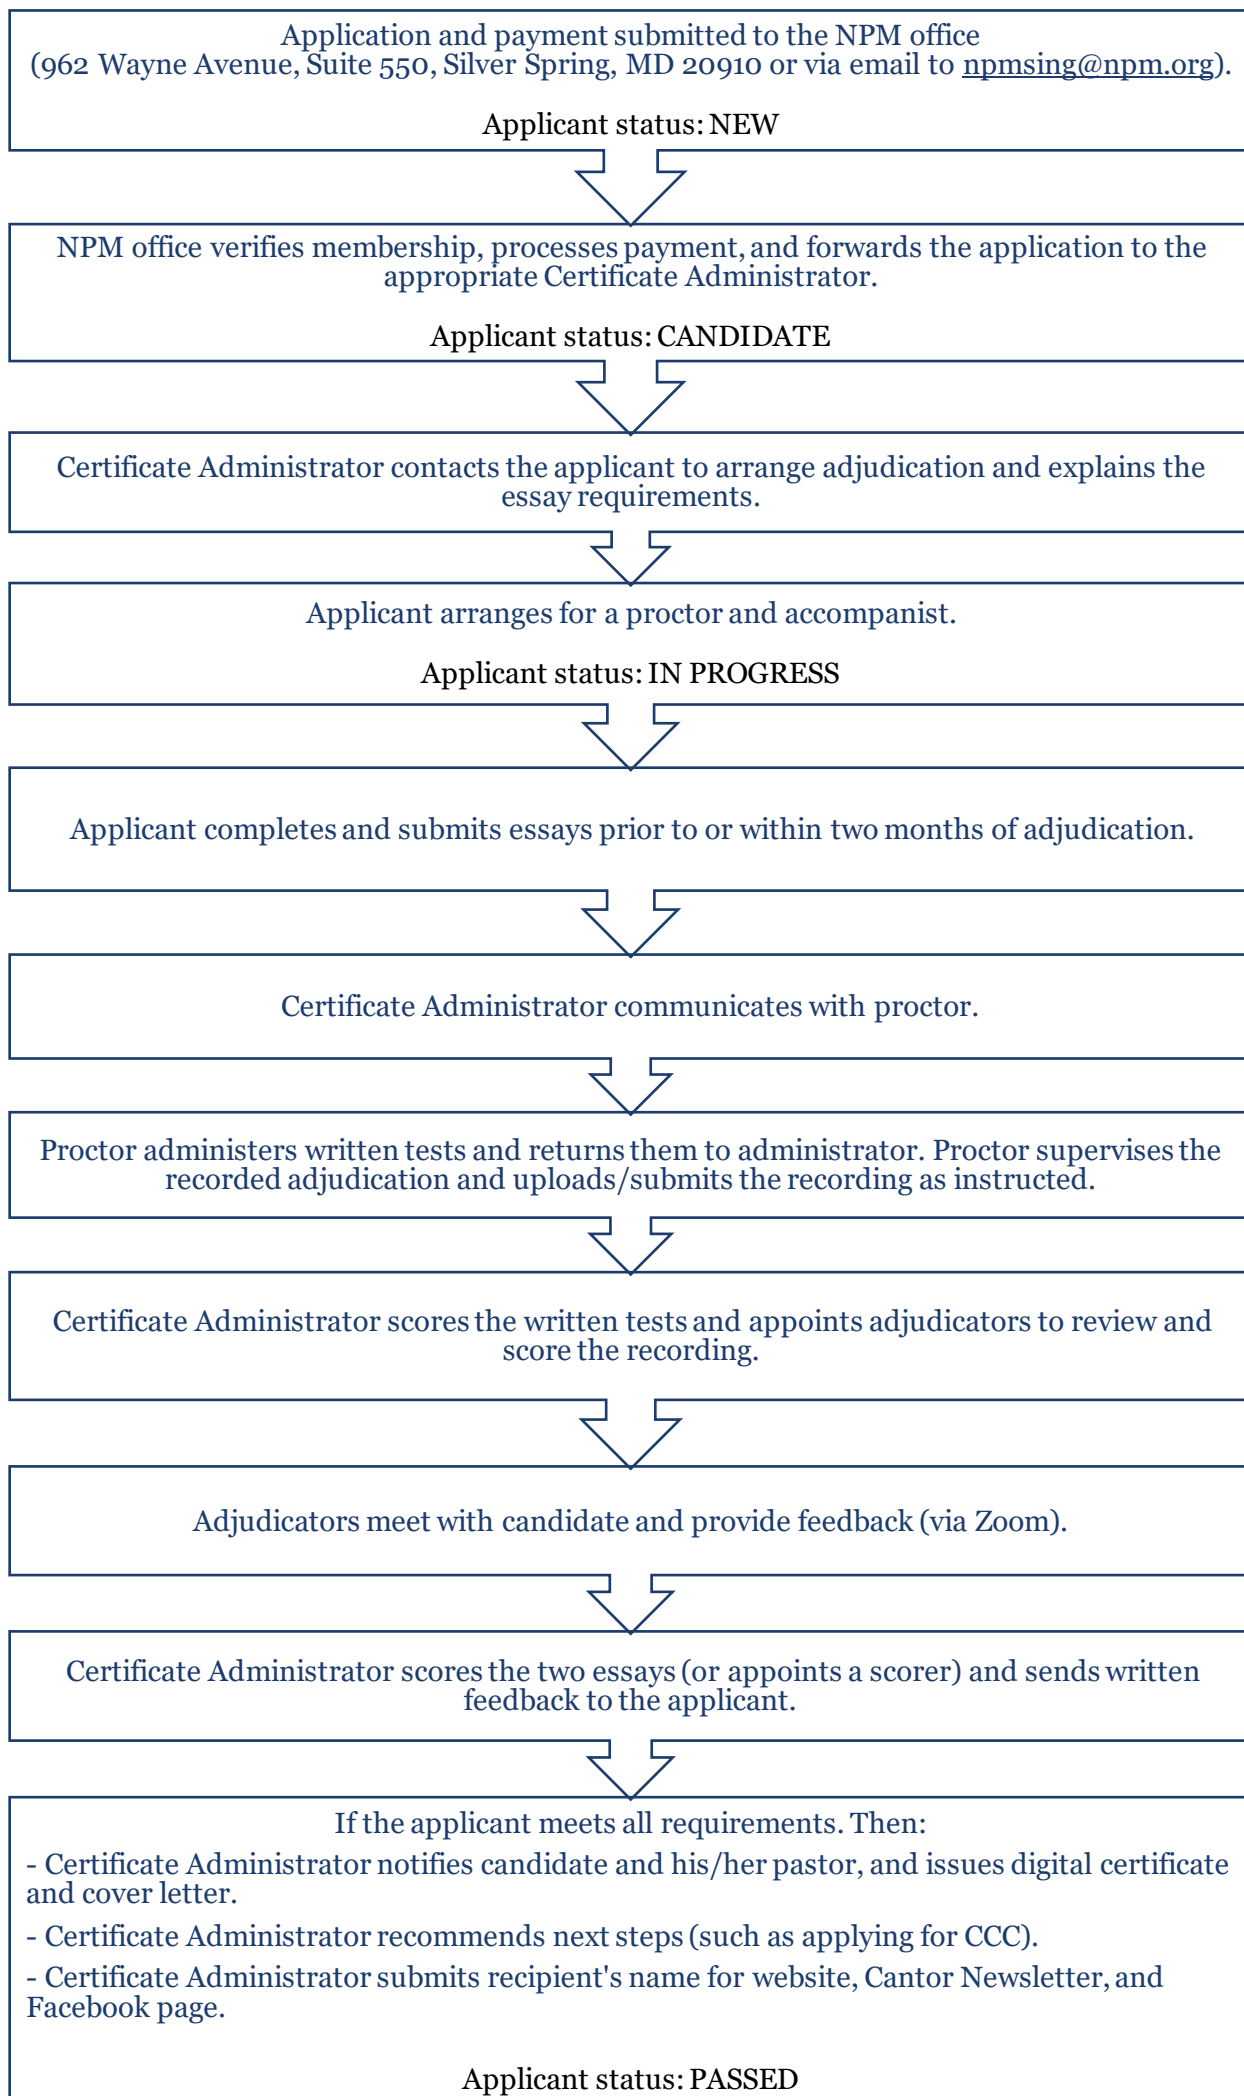 Application and payment submitted to the NPM office
(962 Wayne Avenue, Suite 550, Silver Spring, MD 20910 or via email to npmsing@npm.org).
Applicant status: NEW
NPM office verifies membership, processes payment, and forwards the application to the
appropriate Certificate Administrator.
Applicant status: CANDIDATE
Certificate Administrator contacts the applicant to arrange adjudication and explains the
essay requirements.
Applicant arranges for a proctor and accompanist.
Applicant status: IN PROGRESS
Applicant completes and submits essays prior to or within two months of adjudication.
Certificate Administrator communicates with proctor.
Proctor administers written tests and returns them to administrator. Proctor supervises the
recorded adjudication and uploads/submits the recording as instructed.
Certificate Administrator scores the written tests and appoints adjudicators to review and
score the recording.
Adjudicators meet with candidate and provide feedback (via Zoom).
Certificate Administrator scores the two essays (or appoints a scorer) and sends written
feedback to the applicant.
If the applicant meets all requirements. Then:
- Certificate Administrator notifies candidate and his/her pastor, and issues digital certificate
and cover letter.
- Certificate Administrator recommends next steps (such as applying for CCC).
- Certificate Administrator submits recipient's name for website, Cantor Newsletter, and
Facebook page.
Applicant status: PASSED